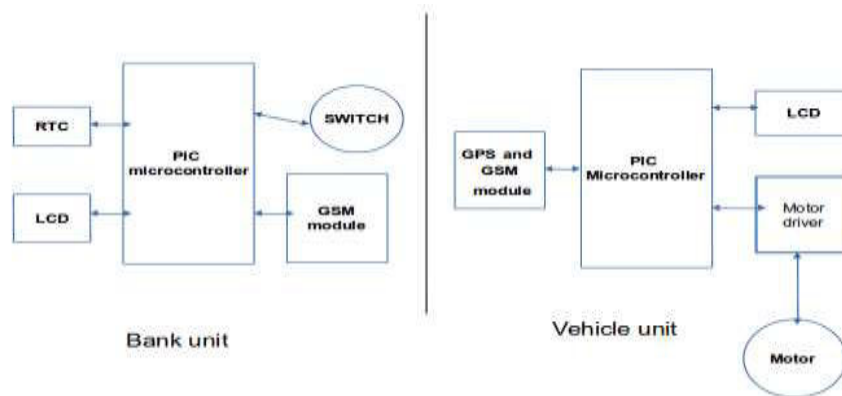 RTC
LCD
PIC
microcontroller
SWITCH
GSM
module
Bank unit
GPS and
GSM
module
PIC
Microcontroller
LCD
Motor
driver
Motor
Vehicle unit